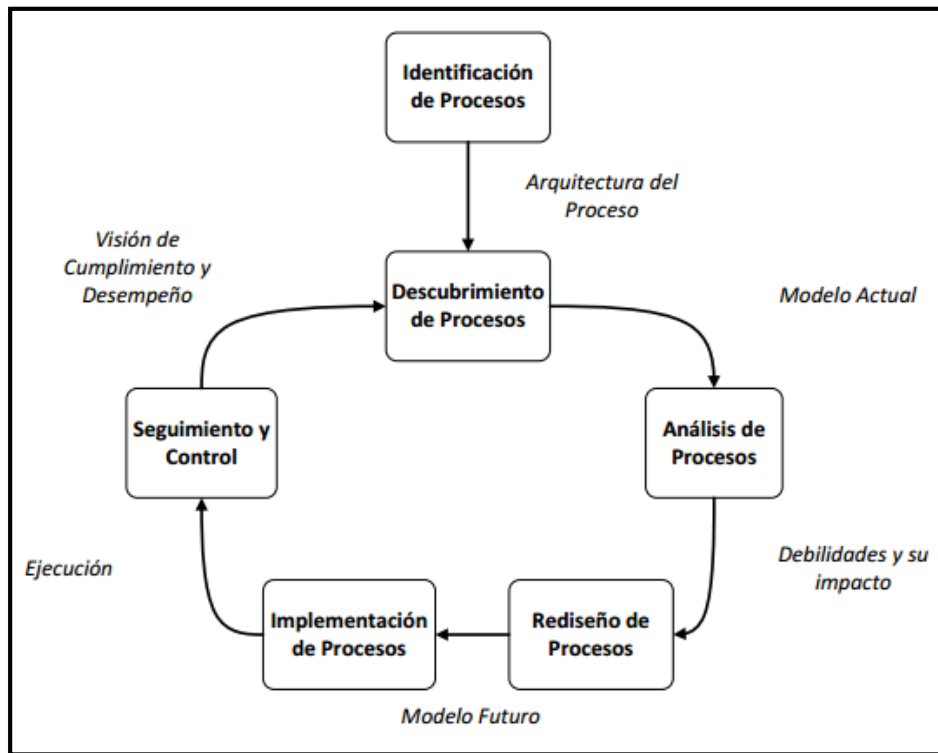 Identificación
de Procesos
Arquitectura del
Proceso
Visión de
Cumplimiento y
Desempeño
Descubrimiento
de Procesos
Modelo Actual
Seguimiento y
Control
Análisis de
Procesos
Ejecución
Debilidades y su
impacto
Implementación
de Procesos
Rediseño de
Procesos
Modelo Futuro